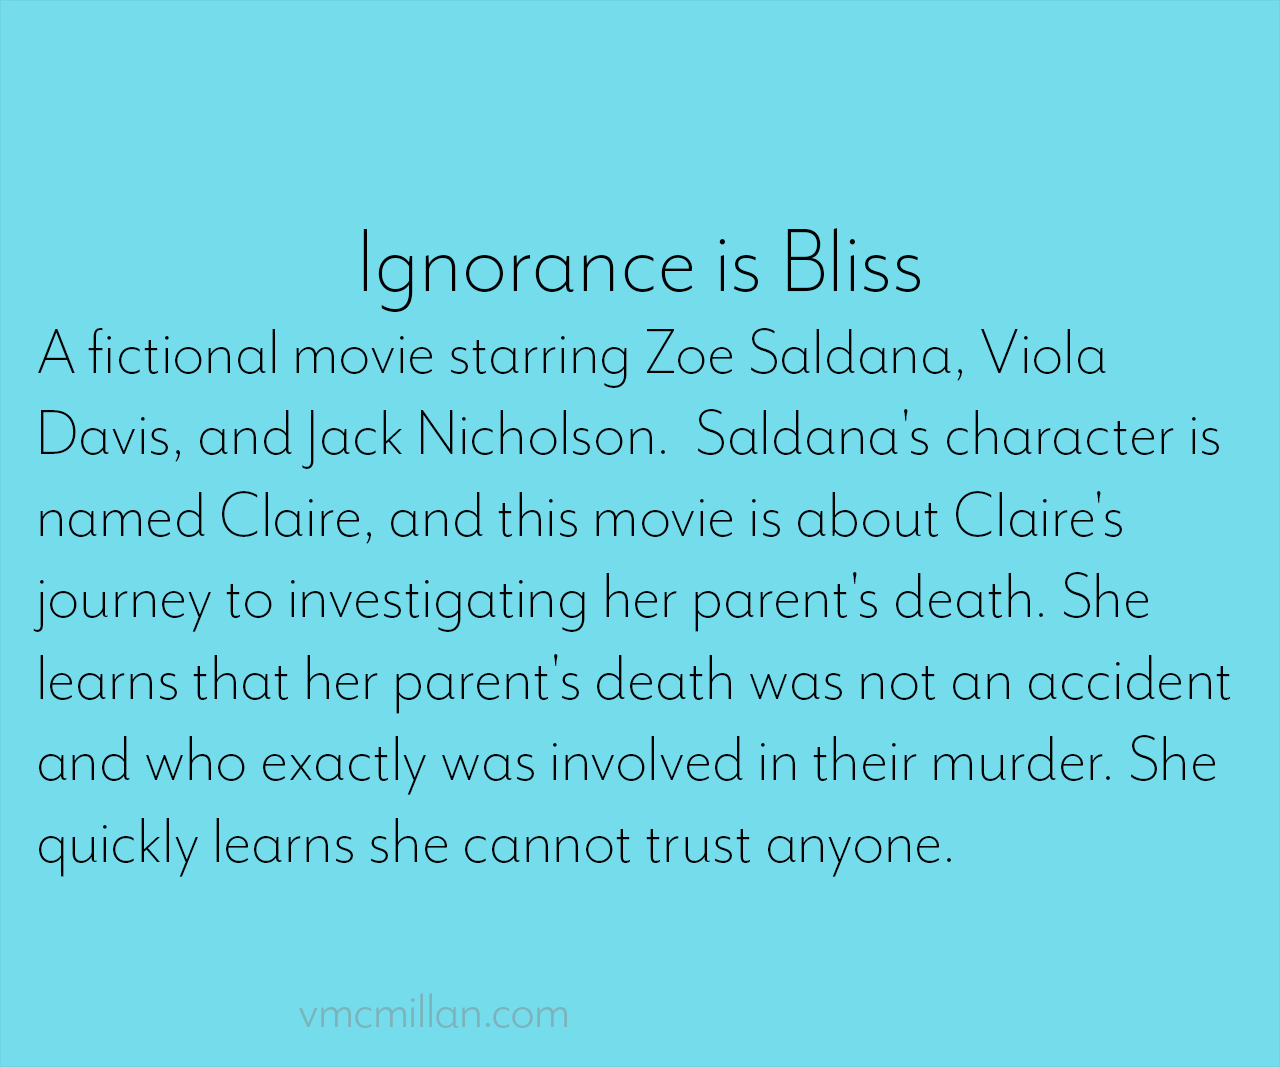 Ignorance is Bliss
A fictional movie starring Zoe Saldana, Viola
Davis, and Jack Nicholson.  Saldana's character is
named Claire, and this movie is about Claire's
journey to investigating her parent's death. She
learns that her parent's death was not an accident
and who exactly was involved in their murder. She
quickly learns she cannot trust anyone.
vmcmillan.com